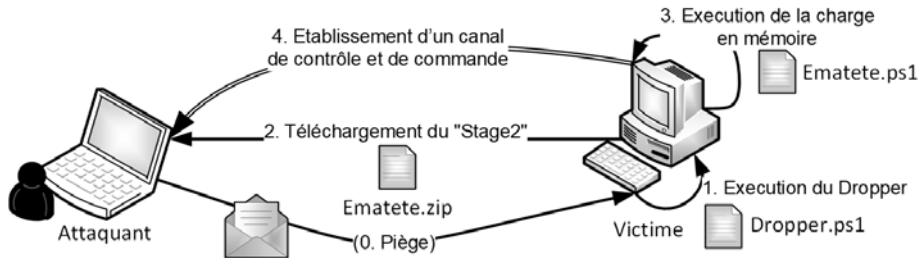 4. Etablissement d'un canal
de contrôle et de commande
3. Execution de la charge
en mémoire
Ematete.ps1
2. Téléchargement du "Stage2"
Ematete.zip
1. Execution du Dropper
Dropper.ps1
Attaquant
(0. Piège)
Victime